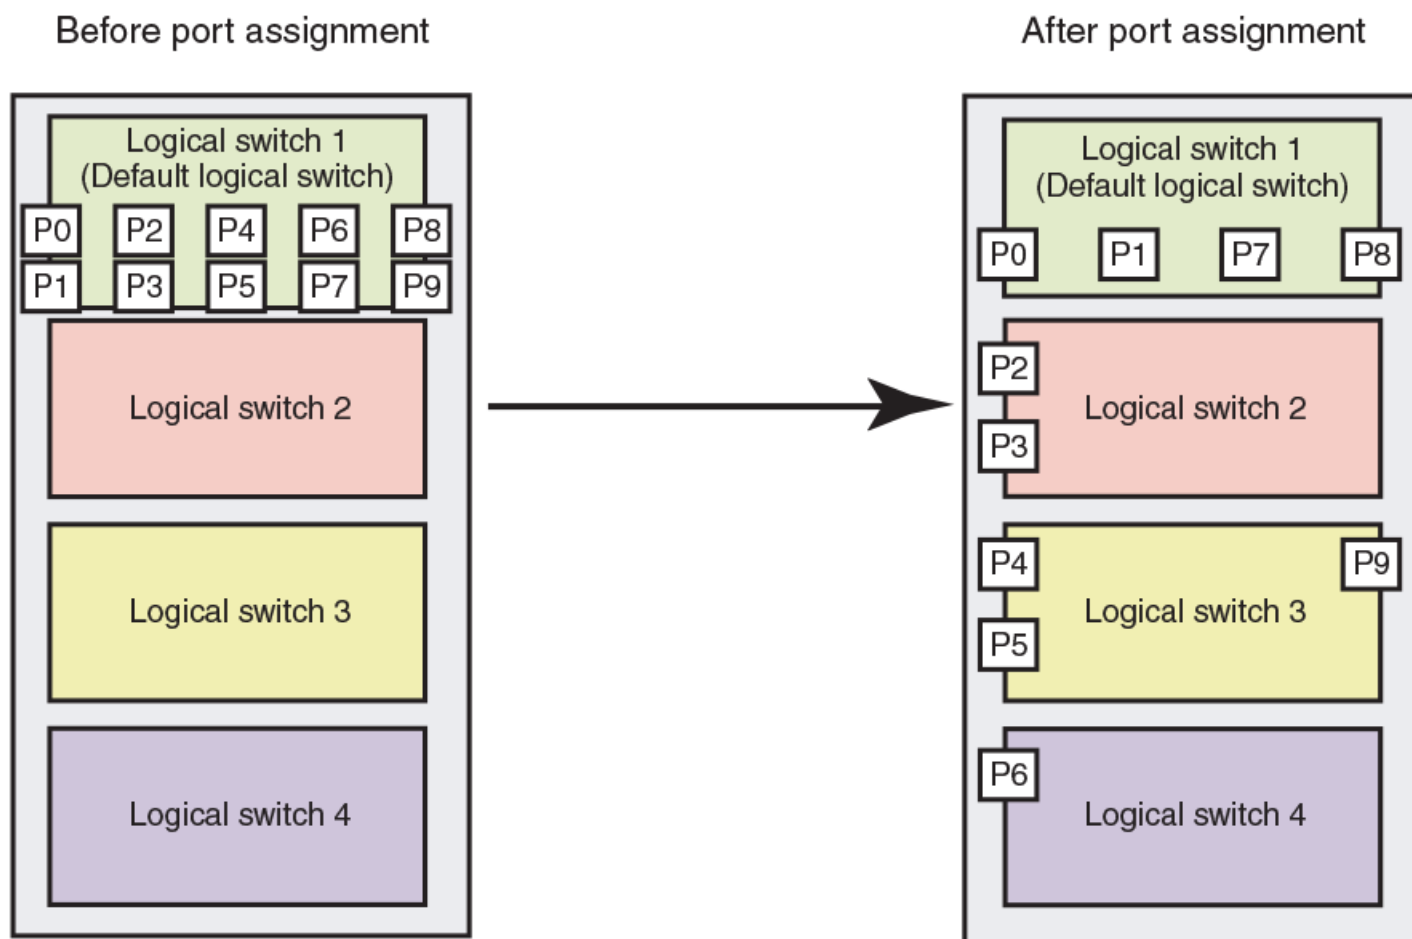 Before port assignment
Logical switch 1
(Default logical switch)
P0 P2 P4 P6 P8
P1 P3 P5 P7 P9
Logical switch 2
Logical switch 3
Logical switch 4
After port assignment
Logical switch 1
(Default logical switch)
P0 P1 P7 P8
P2
Logical switch 2
P3
P4 P9
Logical switch 3
P5
P6
Logical switch 4